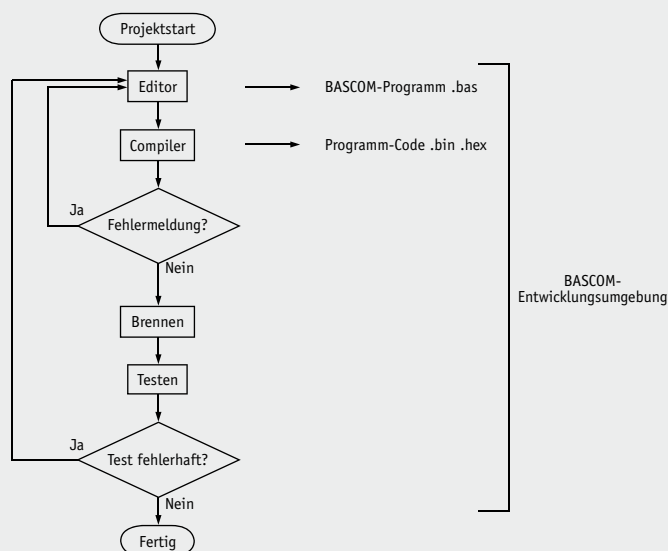 Projektstart
Editor
BASCOM-Programm .bas
Compiler
Programm-Code .bin .hex
Ja
Fehlermeldung?
Nein
BASCOM-
Entwicklungsumgebung
Brennen
Testen
Ja
Test fehlerhaft?
Nein
Fertig